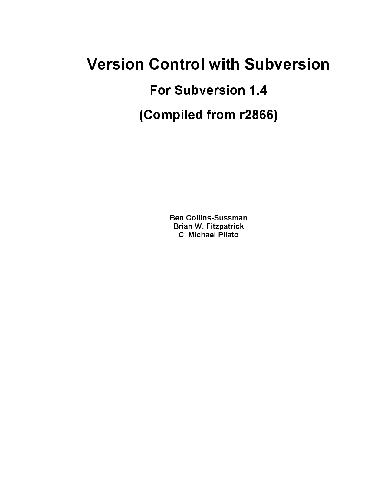 Version Control with Subversion
For Subversion 1.4
(Compiled from r2866)
Ben Collins-Sussman
Brian W. Fitzpatrick
C. Michael Pilato